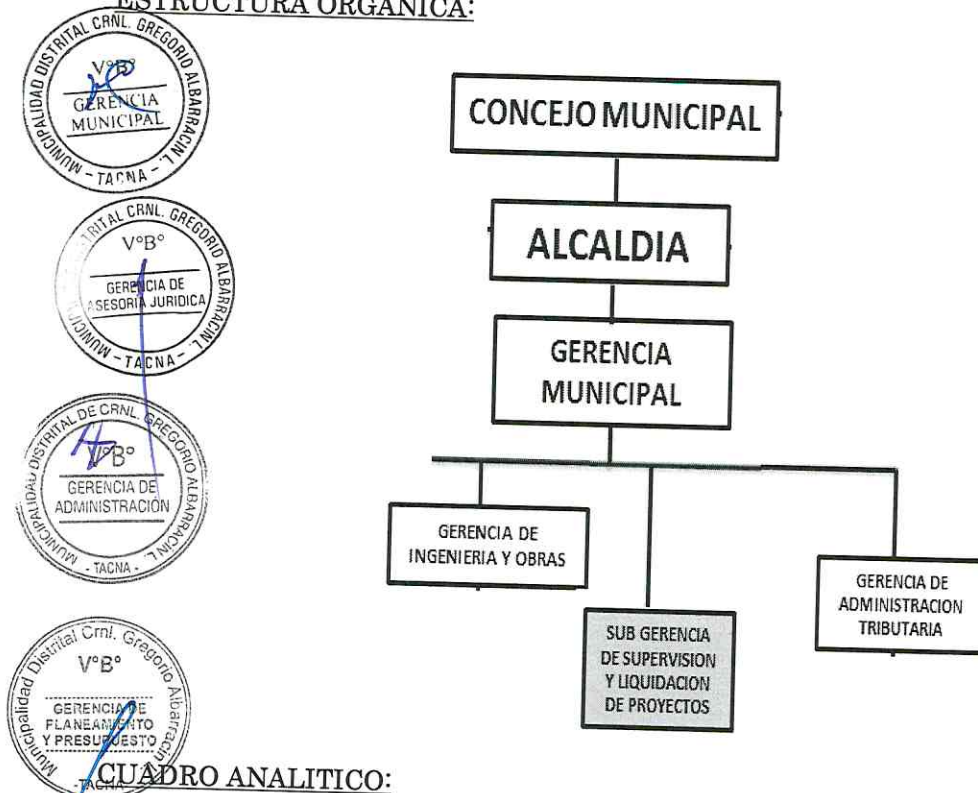 ESTRUCTURA ORGANICA:
MUNICIPALIDAD DISTRITAL CRNL. GREGORIO ALBARRACIN L.
V°B°
GERENCIA
MUNICIPAL
- TACNA -
CONCEJO MUNICIPAL
MUNICIPALIDAD DISTRITAL CRNL. GREGORIO ALBARRACIN L.
V°B°
GERENCIA DE
ASESORIA JURIDICA
- TACNA -
ALCALDIA
GERENCIA
MUNICIPAL
MUNICIPALIDAD DISTRITAL DE CRNL. GREGORIO ALBARRACIN L.
V°B°
GERENCIA DE
ADMINISTRACIÓN
- TACNA -
GERENCIA DE
INGENIERIA Y OBRAS
SUB GERENCIA
DE SUPERVISION
Y LIQUIDACION
DE PROYECTOS
GERENCIA DE
ADMINISTRACION
TRIBUTARIA
Municipalidad Distrital Crnl. Gregorio Albarracin L.
V°B°
GERENCIA DE
PLANEAMIENTO
Y PRESUPUESTO
- TACNA -
CUADRO ANALITICO: